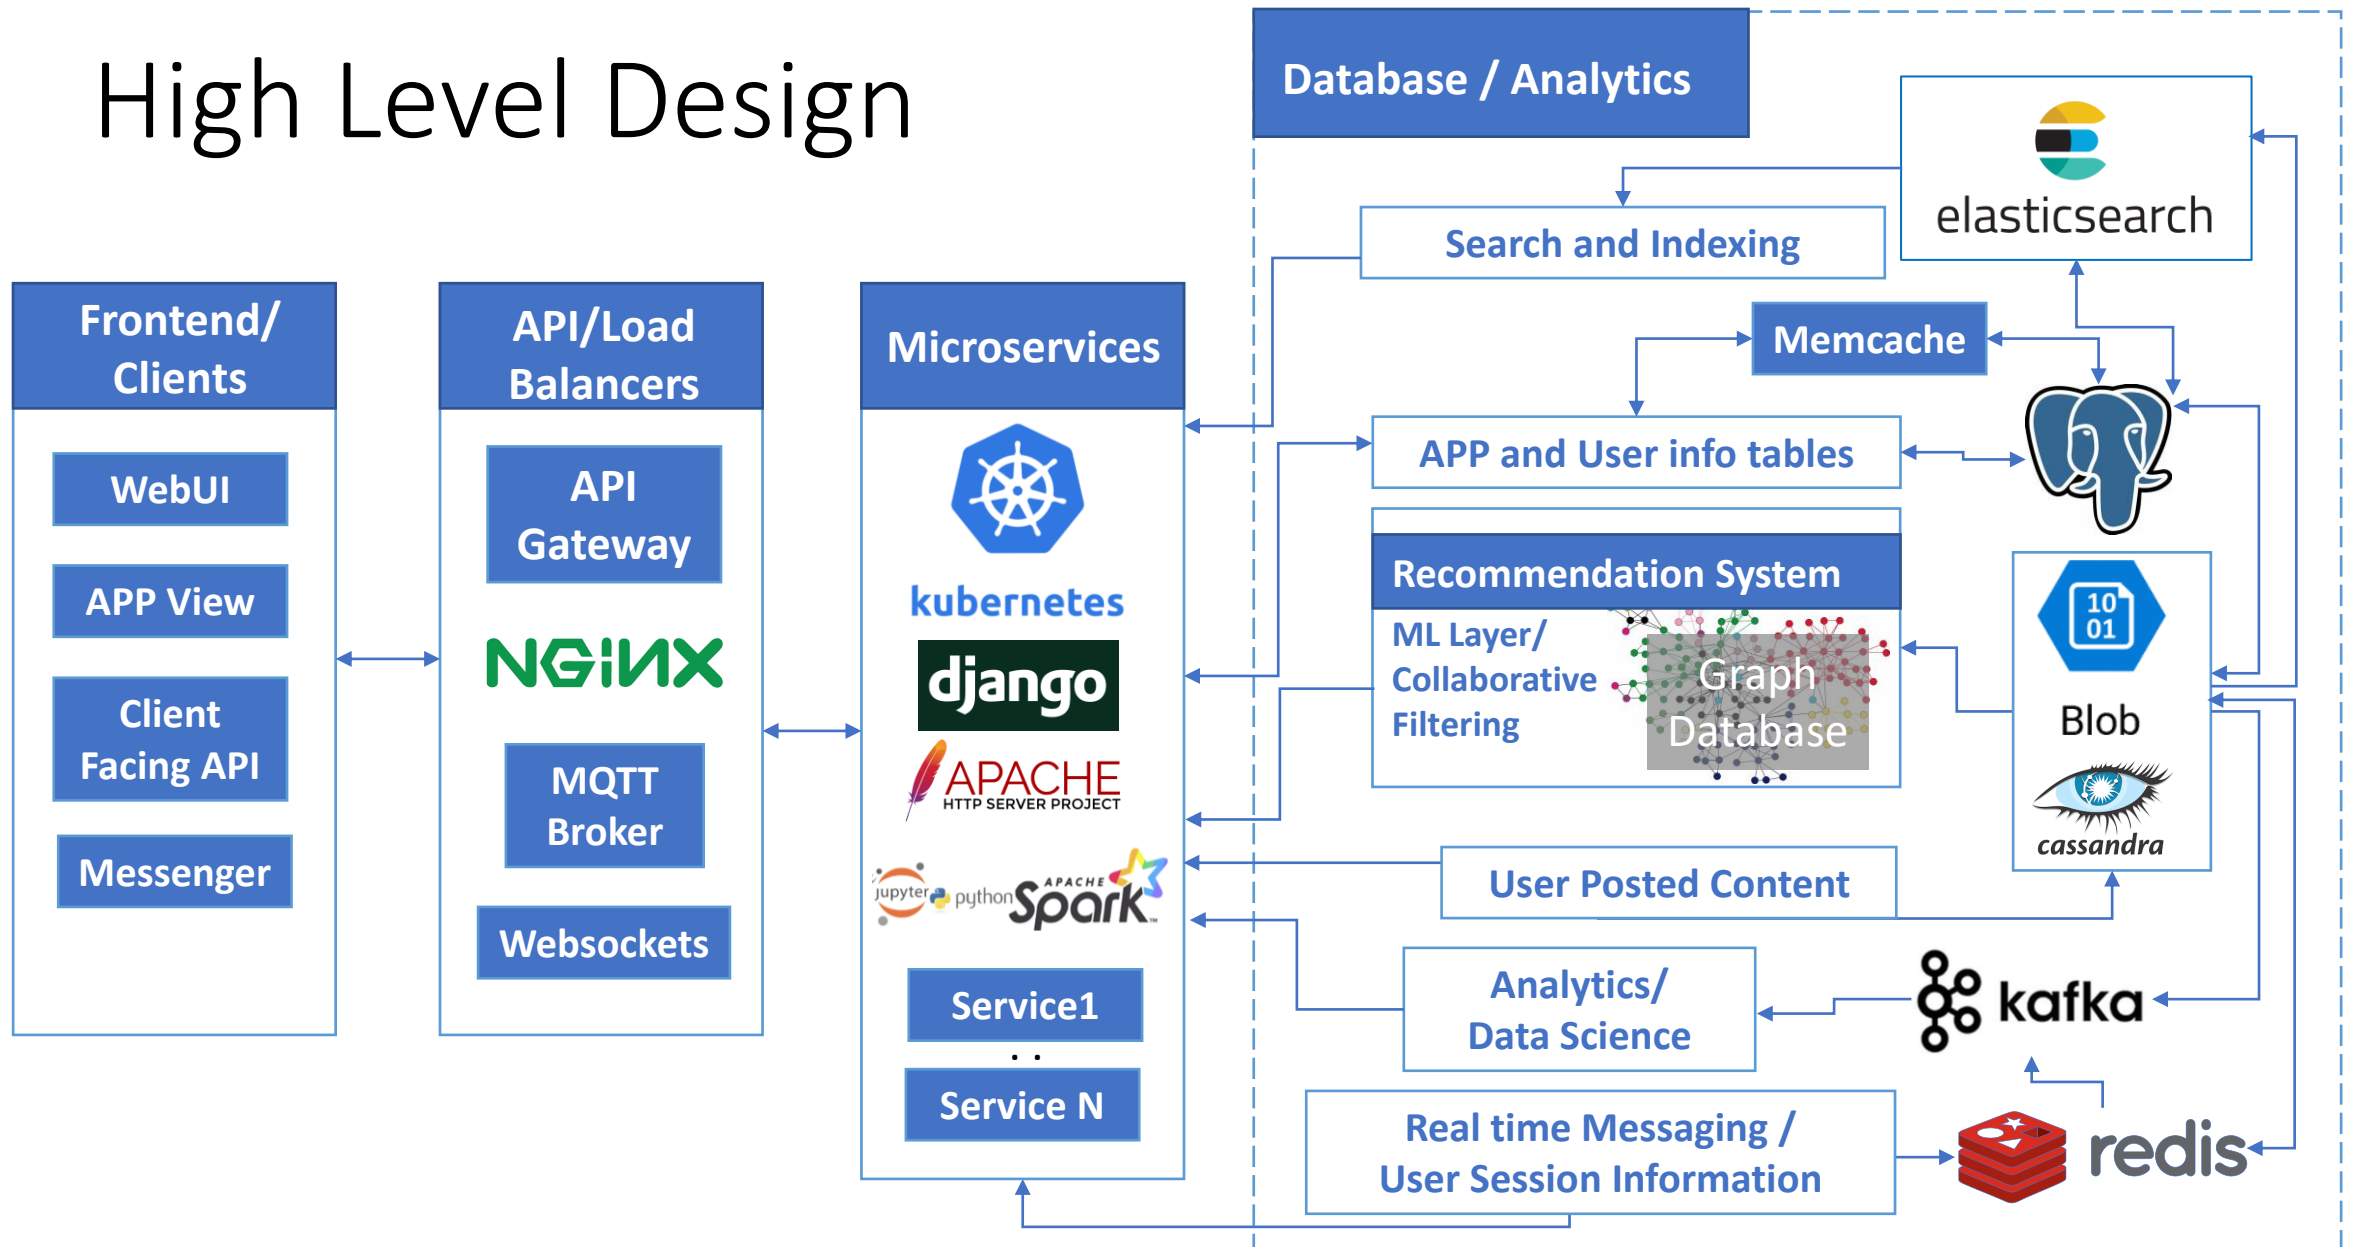 High Level Design
Database / Analytics
elasticsearch
Search and Indexing
Memcache
APP and User info tables
Recommendation System
ML Layer/
Collaborative
Filtering
Graph
Database
10
01
Blob
cassandra
User Posted Content
Analytics/
Data Science
kafka
Real time Messaging /
User Session Information
redis
Frontend/
Clients
WebUI
APP View
Client
Facing API
Messenger
API/Load
Balancers
API
Gateway
NGINX
MQTT
Broker
Websockets
Microservices
kubernetes
django
APACHE
HTTP SERVER PROJECT
jupyter
python
APACHE
Spark™
Service1
. .
Service N